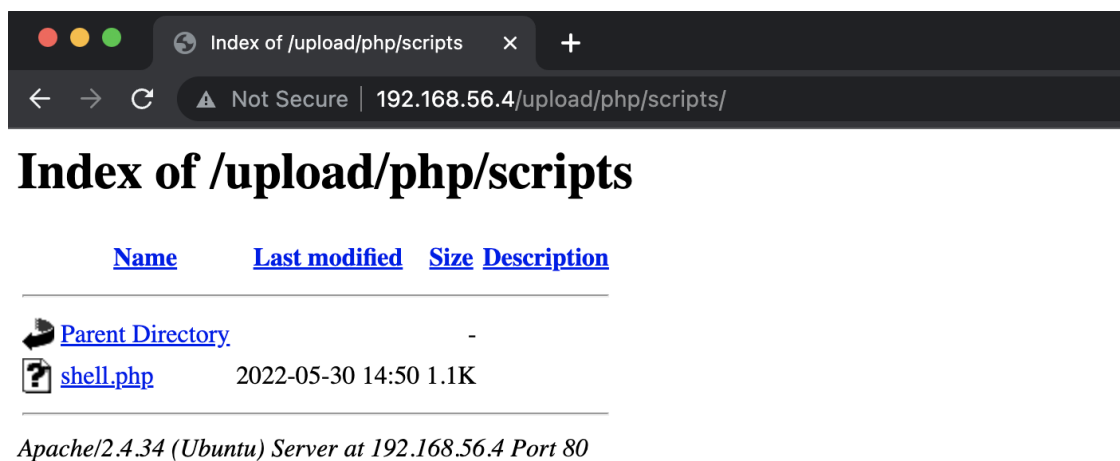 Index of /upload/php/scripts
Not Secure | 192.168.56.4/upload/php/scripts/
Index of /upload/php/scripts
Name Last modified Size Description
Parent Directory -
shell.php 2022-05-30 14:50 1.1K
Apache/2.4.34 (Ubuntu) Server at 192.168.56.4 Port 80